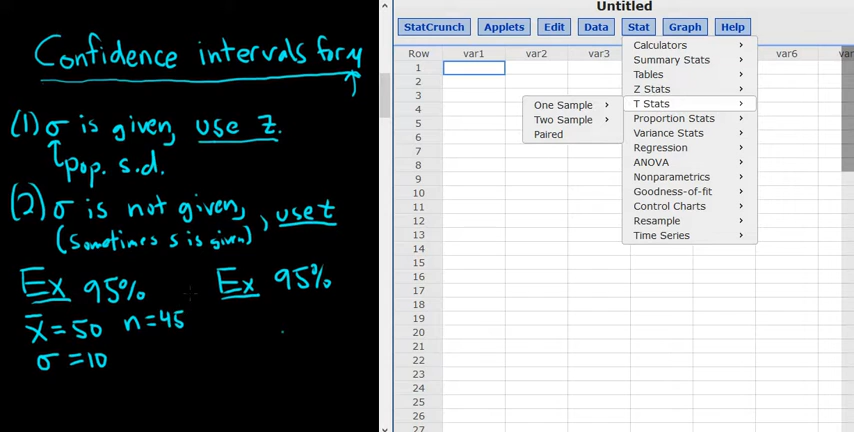 Confidence intervals for μ
(1) σ is given, use Z.
pop. s.d.
(2) σ is not given, use t
(sometimes s is given)
Ex 95%
x̄ = 50 n = 45
σ = 10
Ex 95%
Untitled
StatCrunch Applets Edit Data Stat Graph Help
Row var1 var2 var3 var6 var
1
2
3
4
5
6
7
8
9
10
11
12
13
14
15
16
17
18
19
20
21
22
23
24
25
26
27
Calculators
Summary Stats
Tables
Z Stats
T Stats
Proportion Stats
Variance Stats
Regression
ANOVA
Nonparametrics
Goodness-of-fit
Control Charts
Resample
Time Series
One Sample
Two Sample
Paired